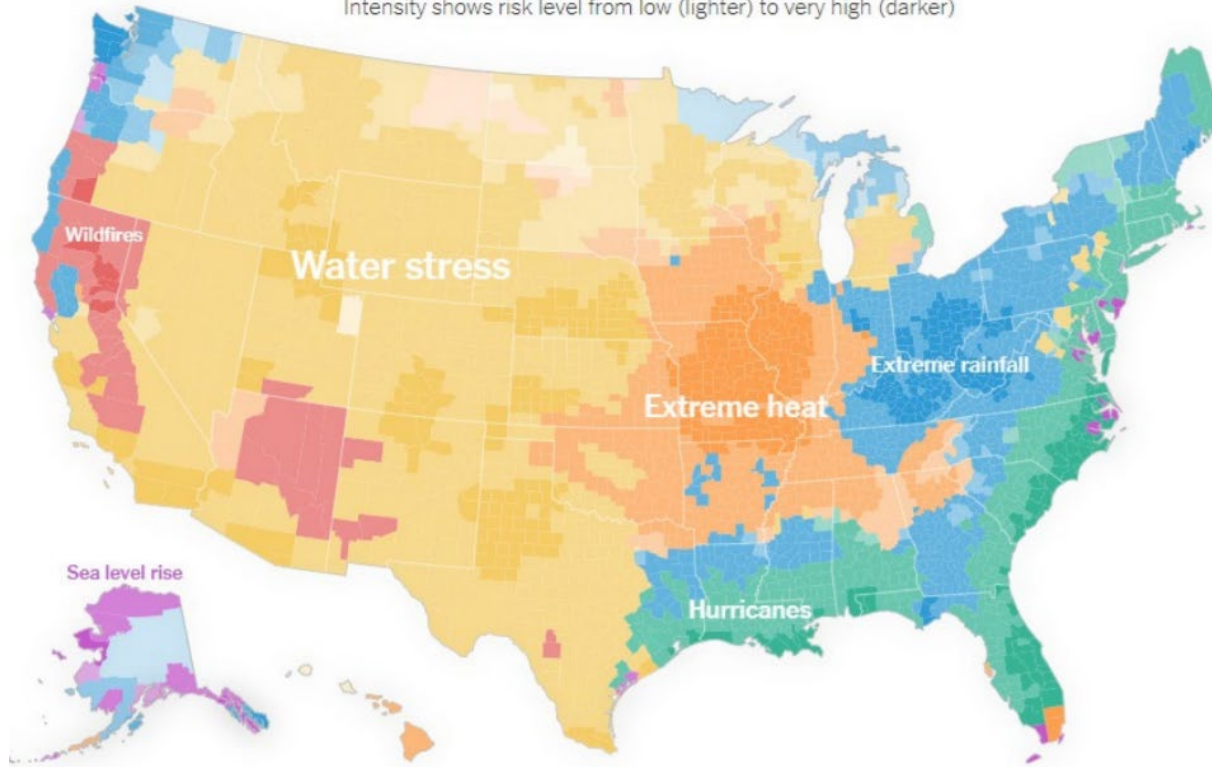 Intensity shows risk level from low (lighter) to very high (darker)
Wildfires
Water stress
Extreme rainfall
Extreme heat
Sea level rise
Hurricanes